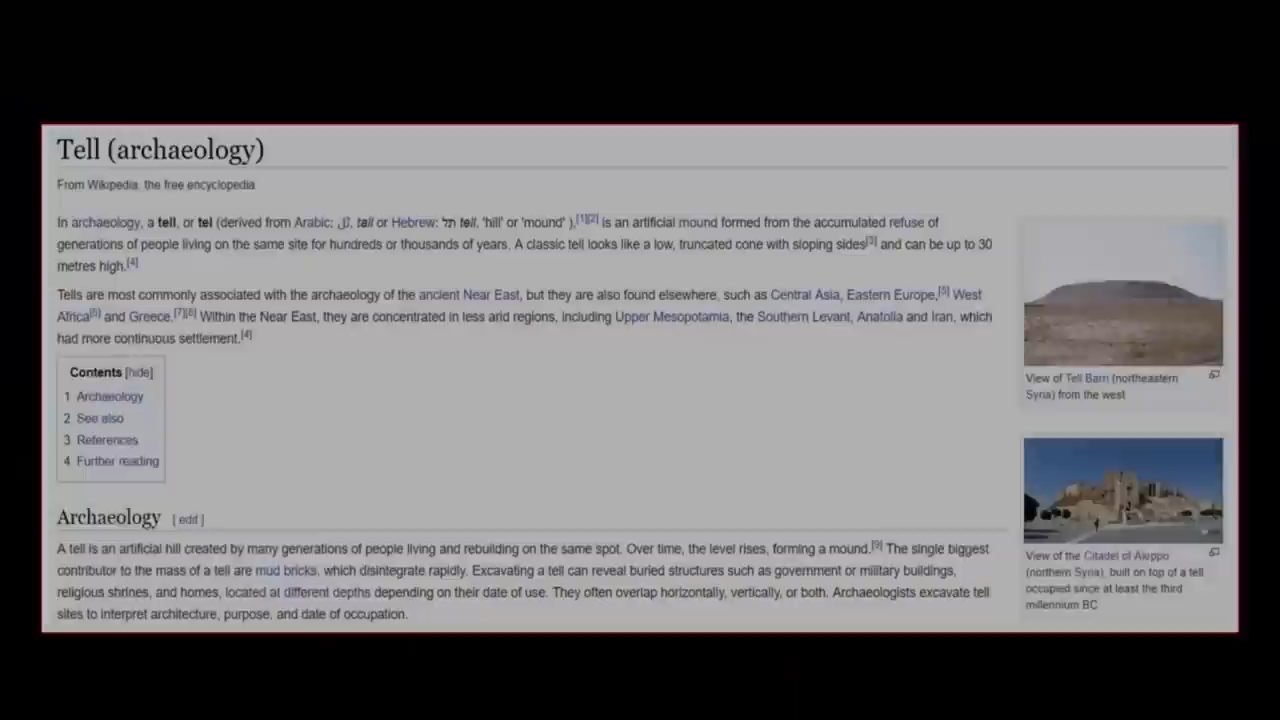 Tell (archaeology)
From Wikipedia, the free encyclopedia
In archaeology, a tell, or tel (derived from Arabic: تَل, tall or Hebrew: תל tell, 'hill' or 'mound' ),[1][2] is an artificial mound formed from the accumulated refuse of
generations of people living on the same site for hundreds or thousands of years. A classic tell looks like a low, truncated cone with sloping sides[3] and can be up to 30
metres high.[4]
Tells are most commonly associated with the archaeology of the ancient Near East, but they are also found elsewhere, such as Central Asia, Eastern Europe,[5] West
Africa[6] and Greece.[7][8] Within the Near East, they are concentrated in less arid regions, including Upper Mesopotamia, the Southern Levant, Anatolia and Iran, which
had more continuous settlement.[4]
Contents [hide]
1 Archaeology
2 See also
3 References
4 Further reading
Archaeology [ edit ]
A tell is an artificial hill created by many generations of people living and rebuilding on the same spot. Over time, the level rises, forming a mound.[9] The single biggest
contributor to the mass of a tell are mud bricks, which disintegrate rapidly. Excavating a tell can reveal buried structures such as government or military buildings,
religious shrines, and homes, located at different depths depending on their date of use. They often overlap horizontally, vertically, or both. Archaeologists excavate tell
sites to interpret architecture, purpose, and date of occupation.
View of Tell Barri (northeastern
Syria) from the west
View of the Citadel of Aleppo
(northern Syria), built on top of a tell
occupied since at least the third
millennium BC